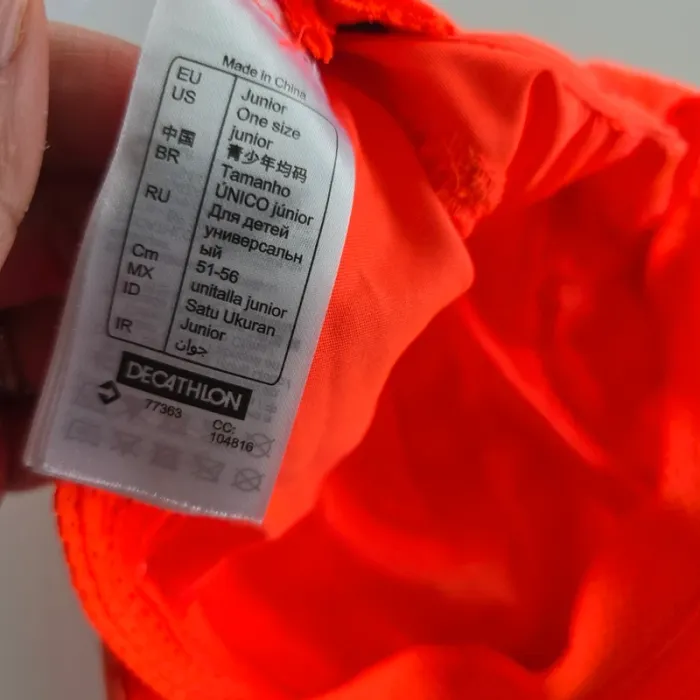 Made in China
EU Junior
US One size
junior
中国 青少年均码
BR Tamanho
ÚNICO júnior
RU Для детей
универсальн
ый
Cm 51-56
MX unitalla junior
ID Satu Ukuran
Junior
IR جوان
DECATHLON
77363
CC:
104816